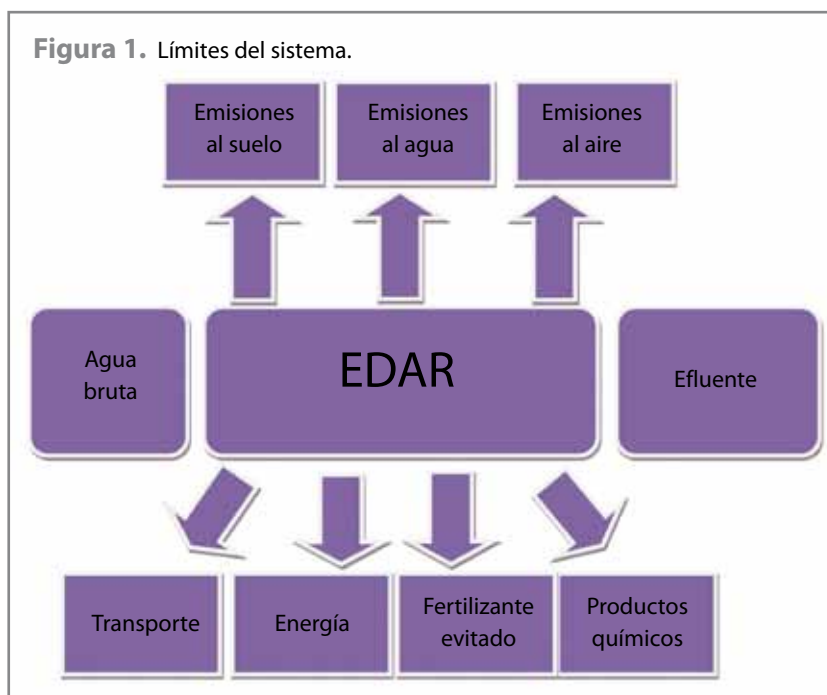 Figura 1. Límites del sistema.
Emisiones
al suelo
Emisiones
al agua
Emisiones
al aire
Agua
bruta
EDAR
Efluente
Transporte
Energía
Fertilizante
evitado
Productos
químicos